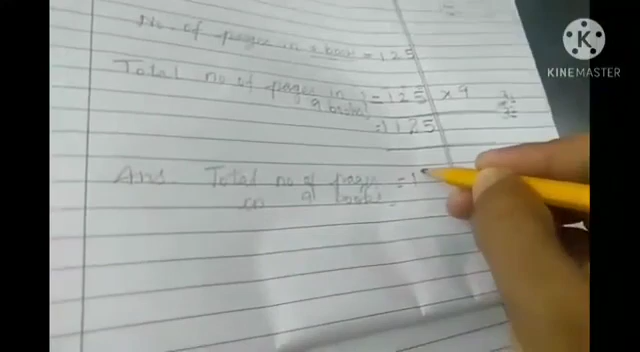 No. of pages in a book = 125
Total no of pages in 9 books = 125 x 9
= 1125
Ans. Total no of pages = 1
in 9 books
KINEMASTER